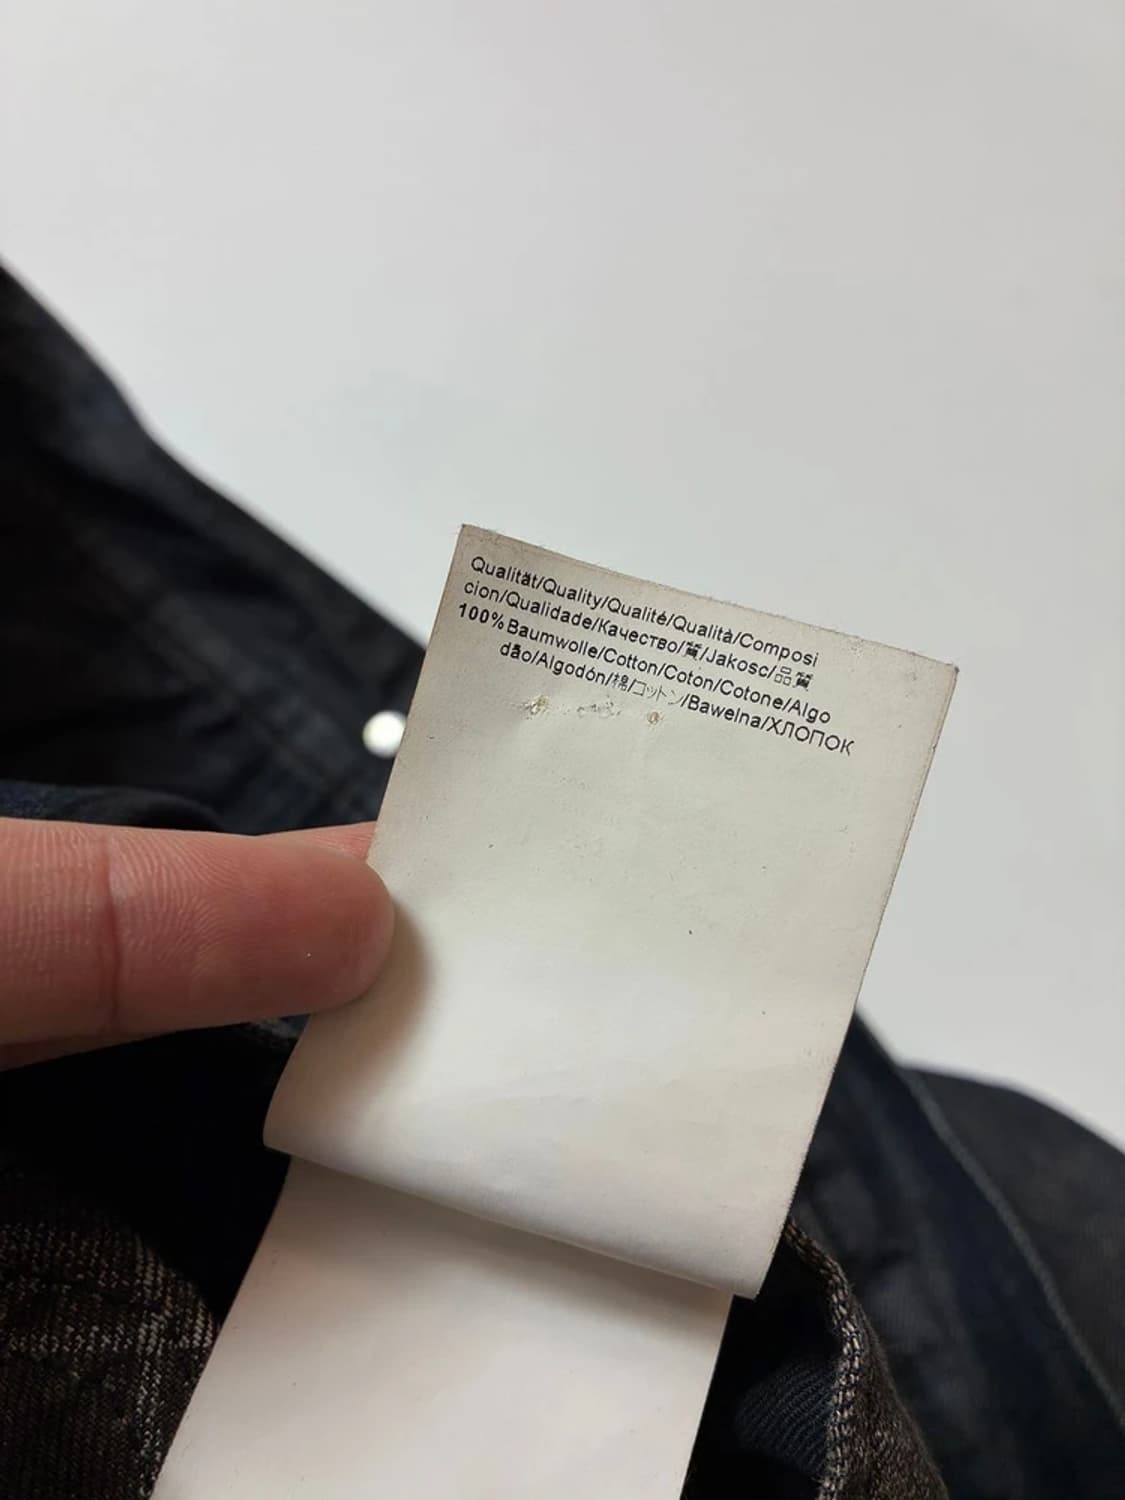 Qualität/Quality/Qualité/Qualità/Composi
cion/Qualidade/Качество/質/Jakosc/品質
100% Baumwolle/Cotton/Coton/Cotone/Algo
dão/Algodón/棉/コットン/Bawelna/ХЛОПОК